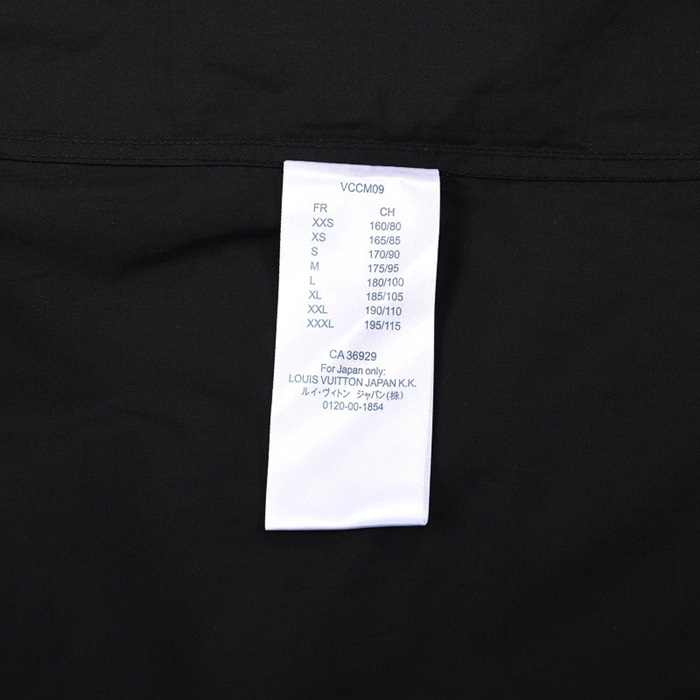 VCCM09
FR CH
XXS 160/80
XS 165/85
S 170/90
M 175/95
L 180/100
XL 185/105
XXL 190/110
XXXL 195/115
CA 36929
For Japan only:
LOUIS VUITTON JAPAN K.K.
ルイ・ヴィトン ジャパン(株)
0120-00-1854